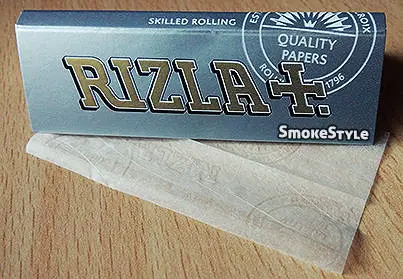 SKILLED ROLLING
QUALITY
PAPERS
1796
RIZLA+.
SmokeStyle